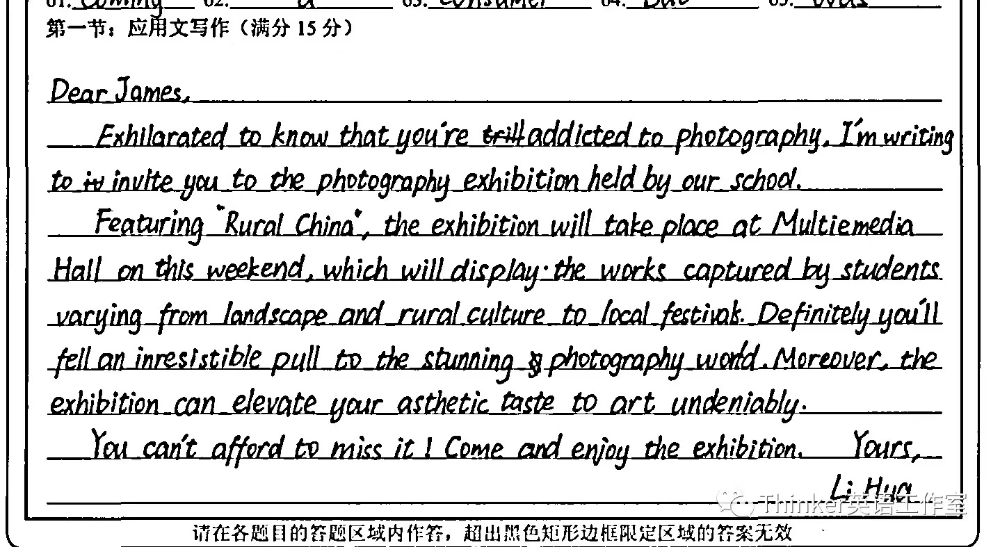 61. coming 62. a 63. consumer 64. But 65. was
第一节：应用文写作（满分 15 分）
Dear James,
Exhilarated to know that you're trill addicted to photography, I'm writing
to in invite you to the photography exhibition held by our school.
Featuring "Rural China", the exhibition will take place at Multiemedia
Hall on this weekend, which will display the works captured by students
varying from landscape and rural culture to local festivals. Definitely you'll
fell an inresistible pull to the stunning photography world. Moreover, the
exhibition can elevate your asthetic taste to art undeniably.
You can't afford to miss it! Come and enjoy the exhibition. Yours,
Li Hua
Thinker英语工作室
请在各题目的答题区域内作答，超出黑色矩形边框限定区域的答案无效